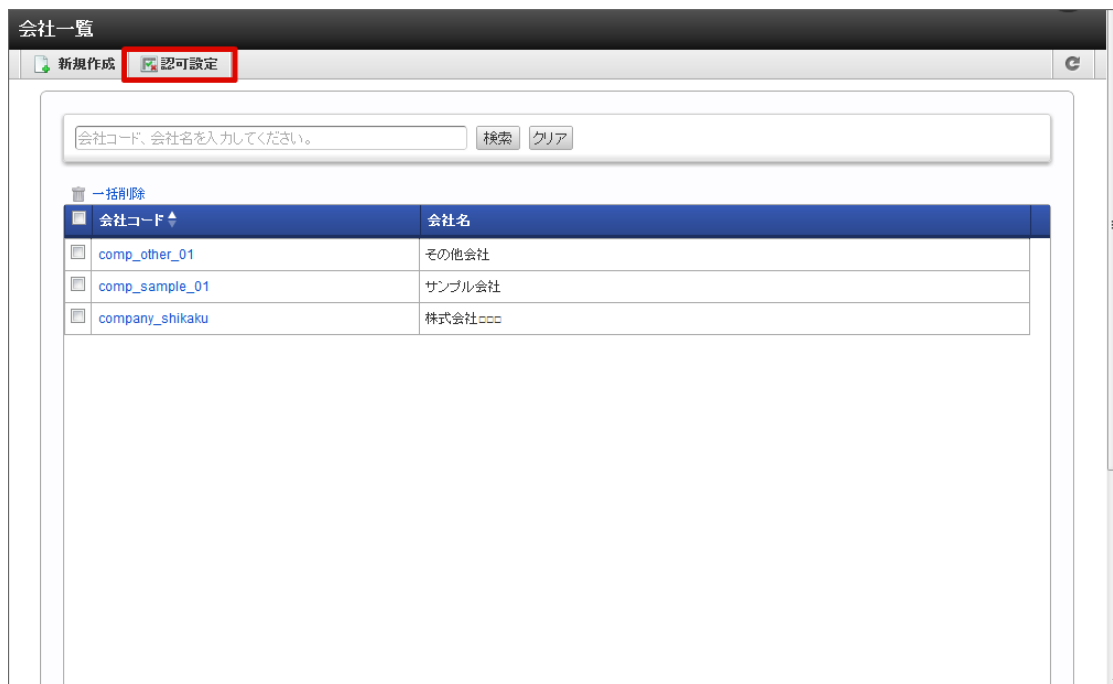 会社一覧
新規作成 認可設定
会社コード、会社名を入力してください。 検索 クリア
一括削除
会社コード 会社名
comp_other_01 その他会社
comp_sample_01 サンプル会社
company_shikaku 株式会社□□□